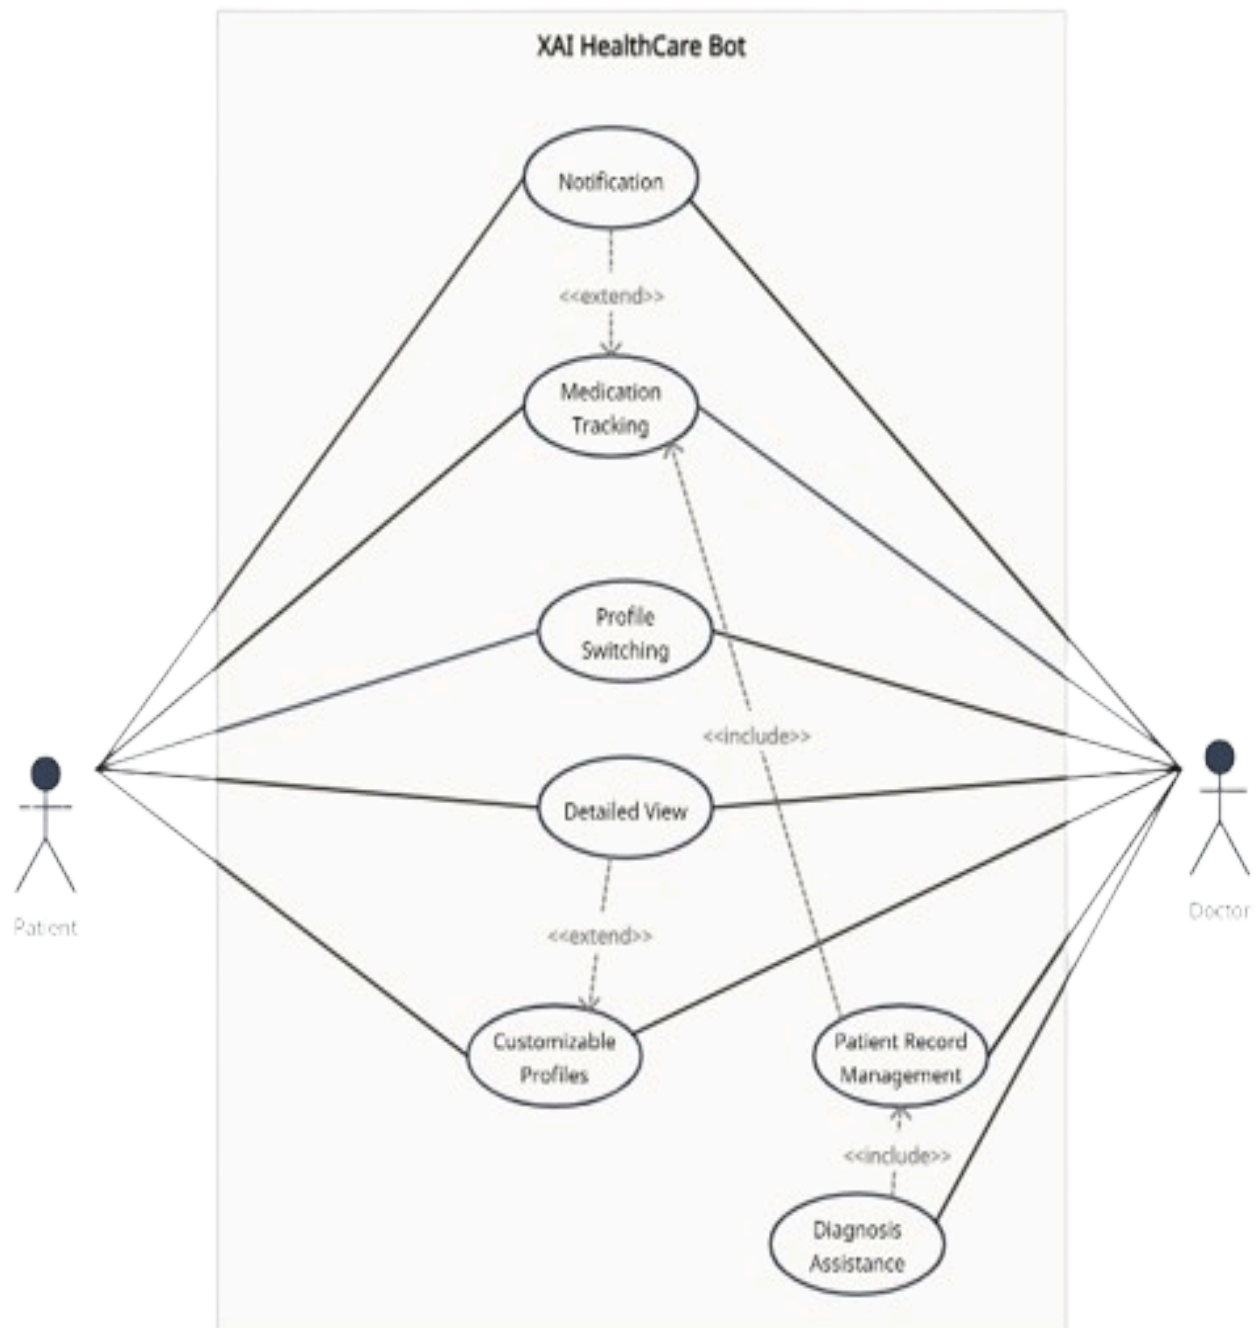 XAI HealthCare Bot
Notification
<<extend>>
Medication
Tracking
Profile
Switching
<<include>>
Detailed View
Patient
Doctor
<<extend>>
Customizable
Profiles
Patient Record
Management
<<include>>
Diagnosis
Assistance